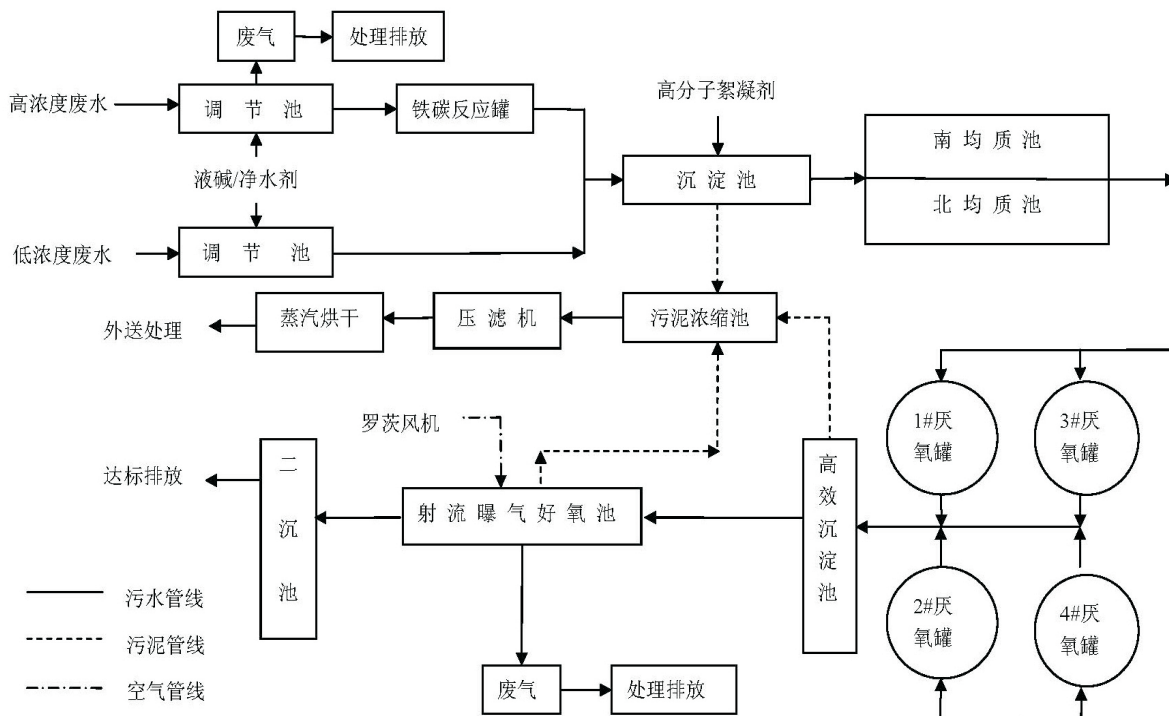 废气
处理排放
高浓度废水
调 节 池
铁碳反应罐
高分子絮凝剂
南 均 质 池
液碱/净水剂
沉 淀 池
北 均 质 池
低浓度废水
调 节 池
外送处理
蒸汽烘干
压 滤 机
污泥浓缩池
罗茨风机
1#厌
氧罐
3#厌
氧罐
达标排放
二
沉
池
射 流 曝 气 好 氧 池
高
效
沉
淀
池
2#厌
氧罐
4#厌
氧罐
污水管线
污泥管线
空气管线
废气
处理排放